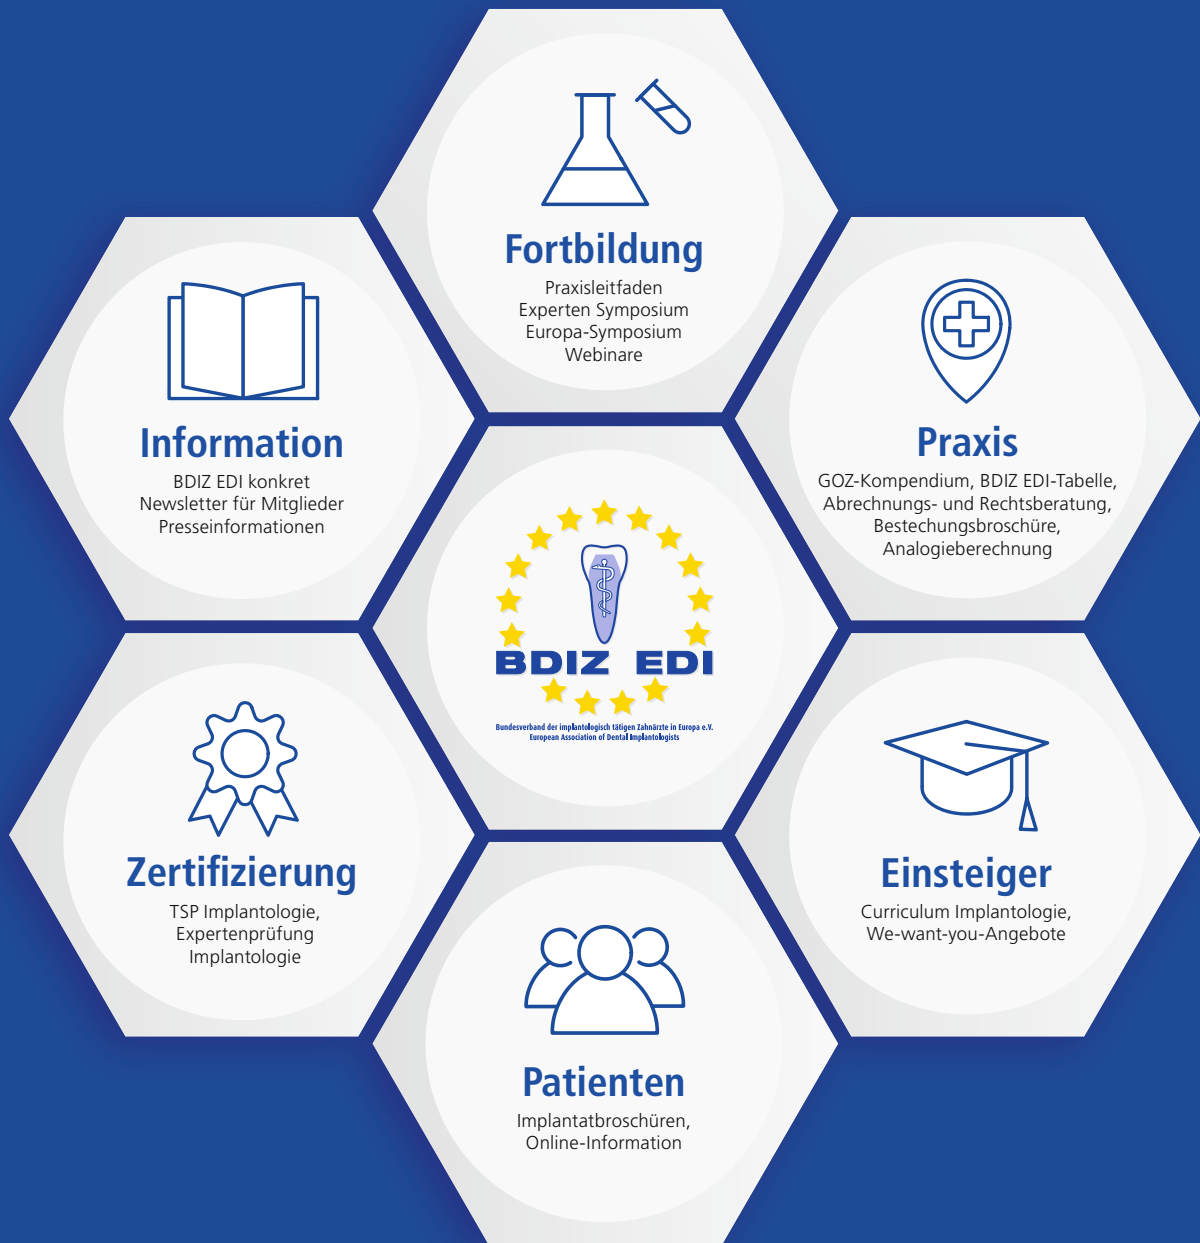 Fortbildung
Praxisleitfaden
Experten Symposium
Europa-Symposium
Webinare
Information
BDIZ EDI konkret
Newsletter für Mitglieder
Presseinformationen
Praxis
GOZ-Kompendium, BDIZ EDI-Tabelle,
Abrechnungs- und Rechtsberatung,
Bestechungsbroschüre,
Analogieberechnung
BDIZ EDI
Bundesverband der implantologisch tätigen Zahnärzte in Europa e.V.
European Association of Dental Implantologists
Zertifizierung
TSP Implantologie,
Expertenprüfung
Implantologie
Einsteiger
Curriculum Implantologie,
We-want-you-Angebote
Patienten
Implantatbroschüren,
Online-Information